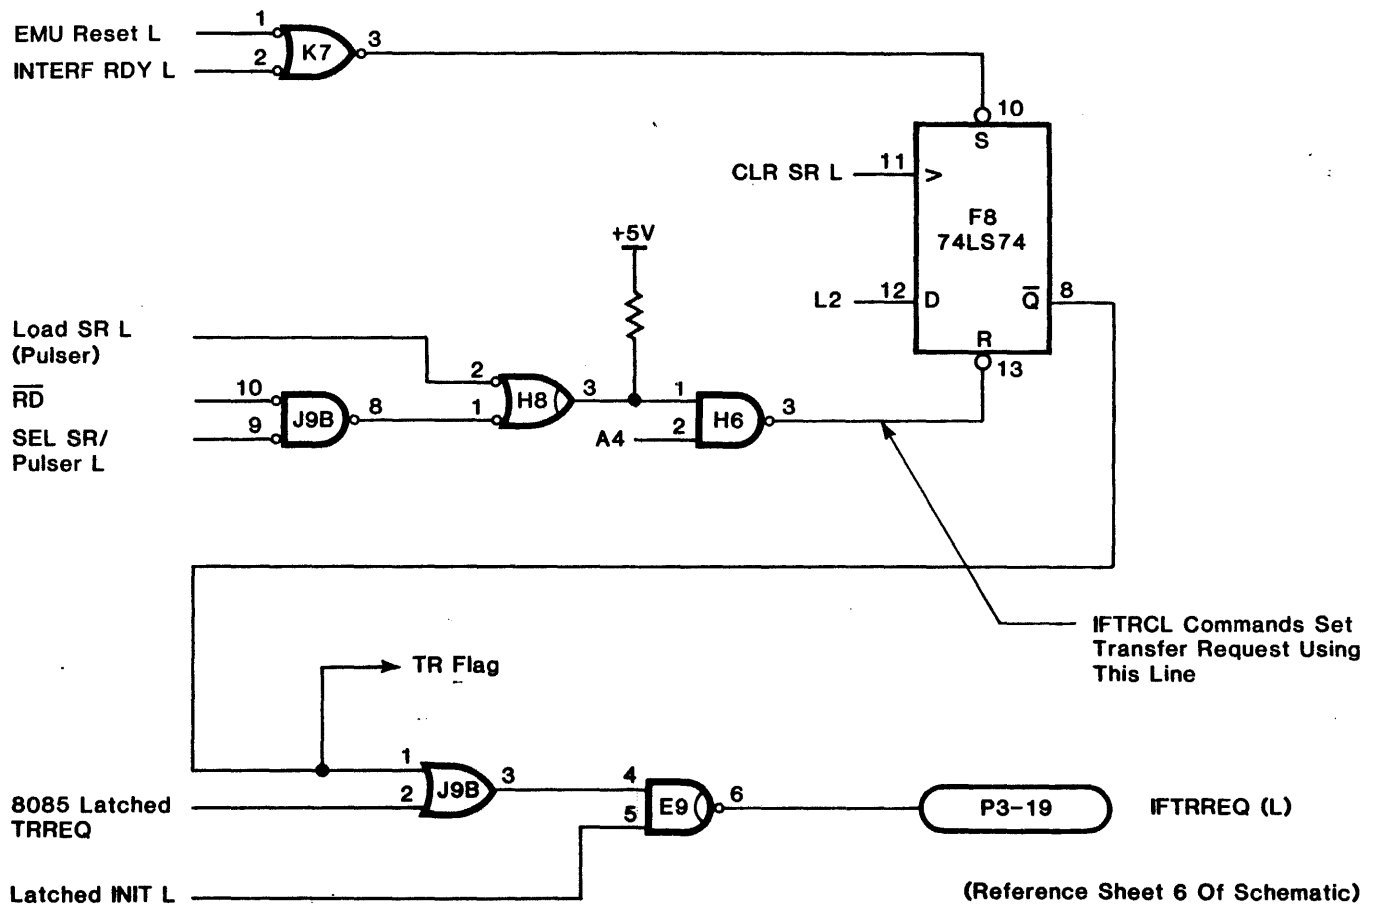 EMU Reset L
INTERF RDY L
1
2
K7
3
10
S
CLR SR L
11
>
F8
74LS74
L2
12
D
Q̅
8
R
13
+5V
Load SR L
(Pulser)
R̅D̅
SEL SR/
Pulser L
10
9
J9B
8
2
1
H8
3
1
2
A4
H6
3
IFTRCL Commands Set
Transfer Request Using
This Line
TR Flag
8085 Latched
TRREQ
1
2
J9B
3
4
5
E9
6
P3-19
IFTRREQ (L)
Latched INIT L
(Reference Sheet 6 Of Schematic)